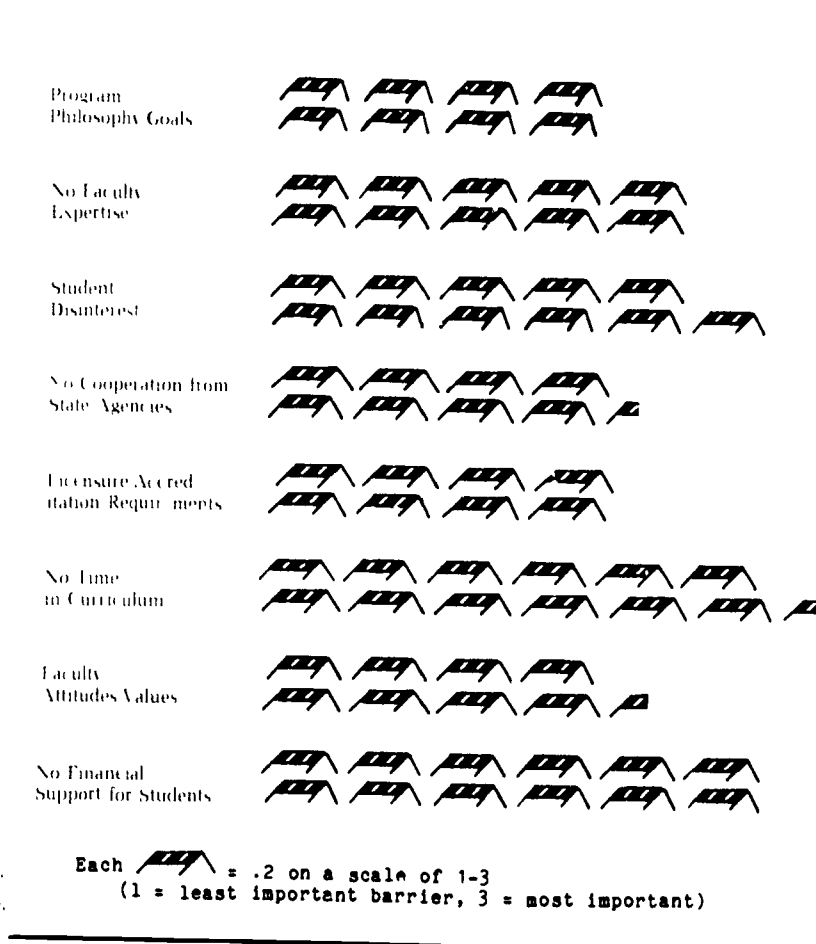 Program
Philosophy Goals
No Faculty
Expertise
Student
Disinterest
No Cooperation from
State Agencies
Licensure Accred
itation Requirements
No Time
in Curriculum
Faculty
Attitudes Values
No Financial
Support for Students
Each = .2 on a scale of 1-3
(1 = least important barrier, 3 = most important)